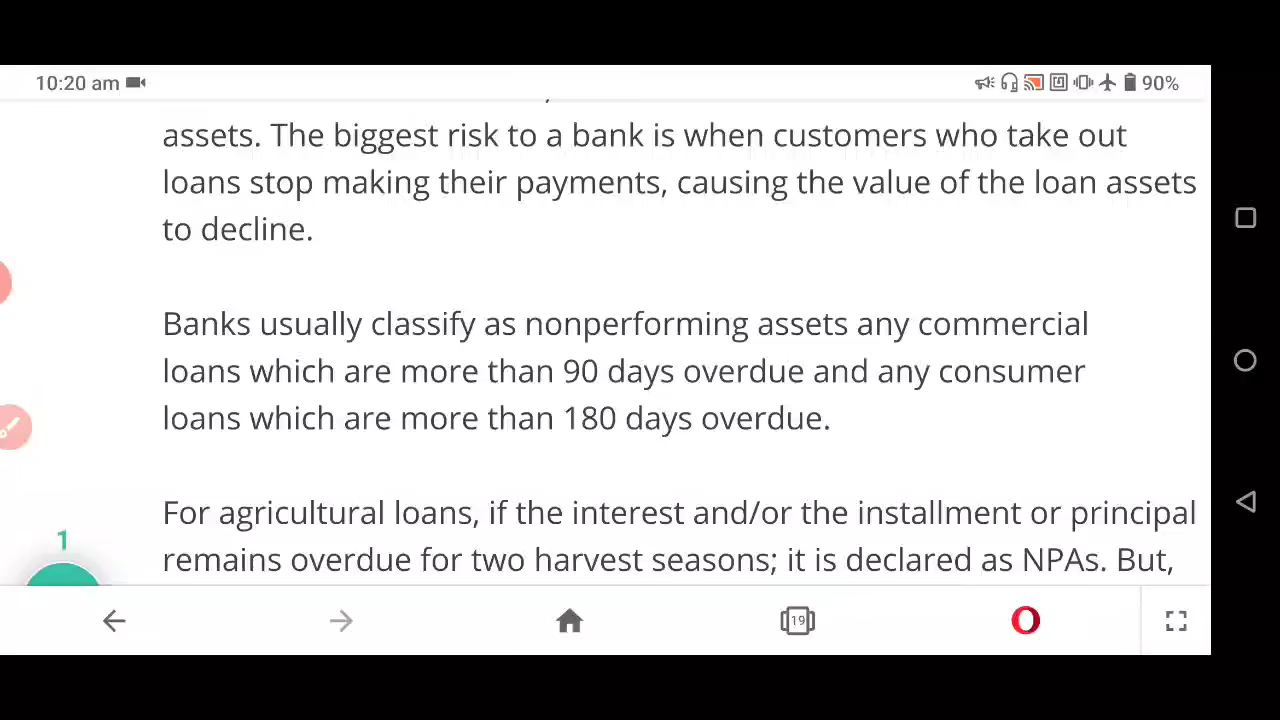 10:20 am
90%
assets. The biggest risk to a bank is when customers who take out
loans stop making their payments, causing the value of the loan assets
to decline.
Banks usually classify as nonperforming assets any commercial
loans which are more than 90 days overdue and any consumer
loans which are more than 180 days overdue.
For agricultural loans, if the interest and/or the installment or principal
remains overdue for two harvest seasons; it is declared as NPAs. But,
1
19